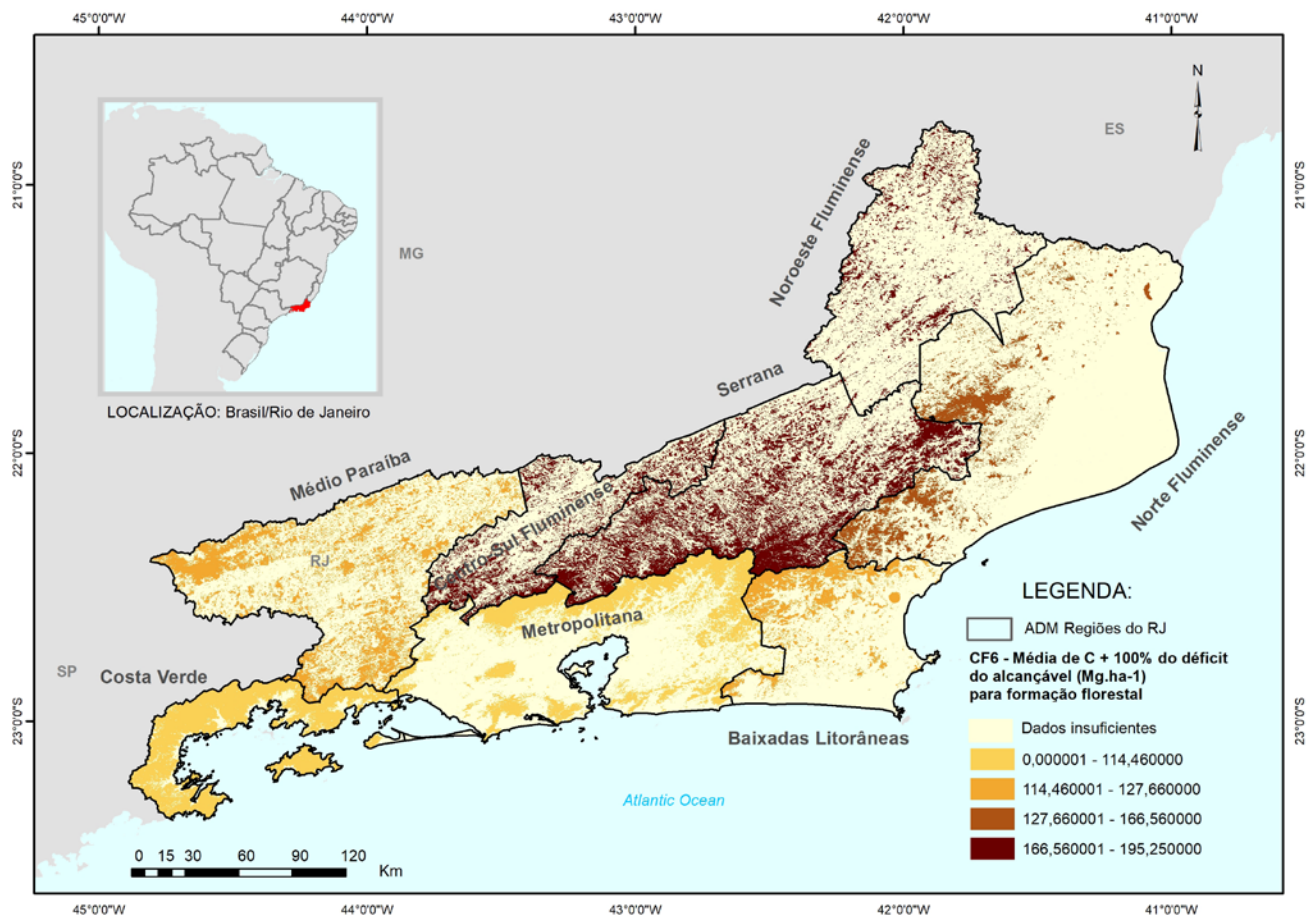 45°0'0"W 44°0'0"W 43°0'0"W 42°0'0"W 41°0'0"W
N
ES
21°0'0"S
21°0'0"S
MG
Noroeste Fluminense
Serrana
LOCALIZAÇÃO: Brasil/Rio de Janeiro
22°0'0"S
22°0'0"S
Médio Paraíba
Centro-Sul Fluminense
Norte Fluminense
RJ
Metropolitana
SP
Costa Verde
23°0'0"S
23°0'0"S
Baixadas Litorâneas
Atlantic Ocean
LEGENDA:
ADM Regiões do RJ
CF6 - Média de C + 100% do déficit
do alcançável (Mg.ha-1)
para formação florestal
Dados insuficientes
0,000001 - 114,460000
114,460001 - 127,660000
127,660001 - 166,560000
166,560001 - 195,250000
0 15 30 60 90 120
Km
45°0'0"W 44°0'0"W 43°0'0"W 42°0'0"W 41°0'0"W